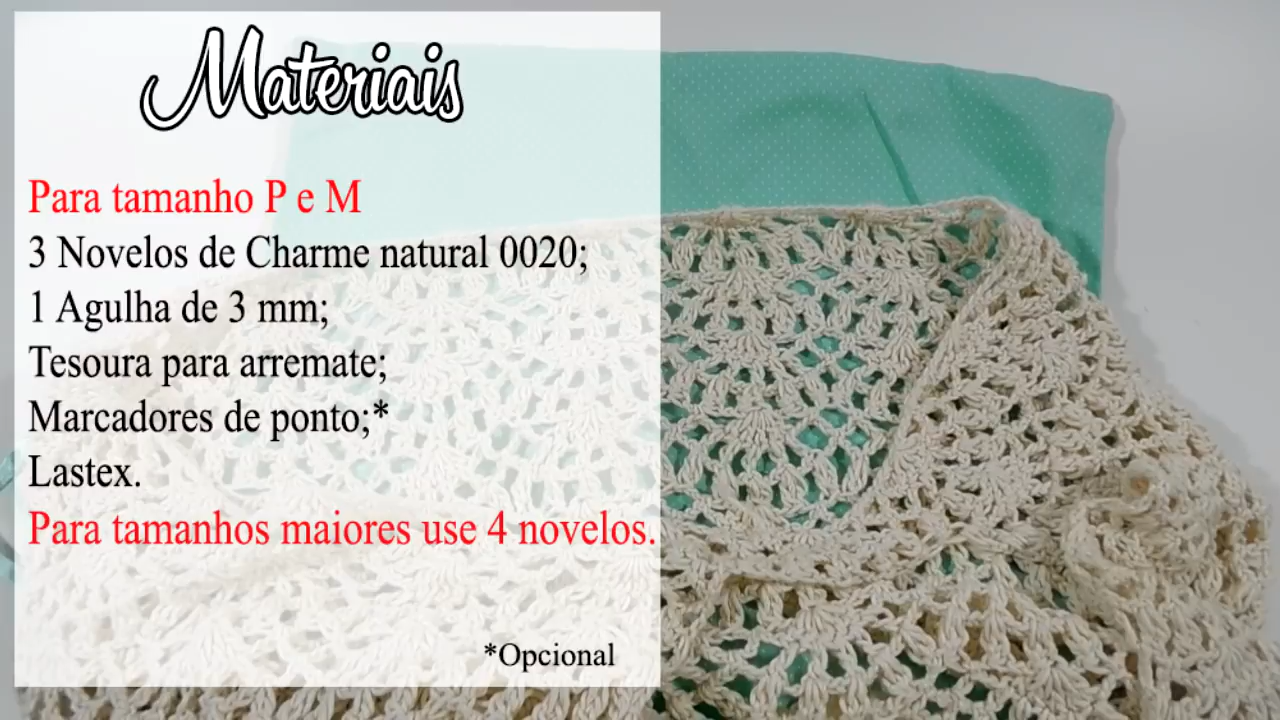 Materiais
Para tamanho P e M
3 Novelos de Charme natural 0020;
1 Agulha de 3 mm;
Tesoura para arremate;
Marcadores de ponto;*
Lastex.
Para tamanhos maiores use 4 novelos.
*Opcional